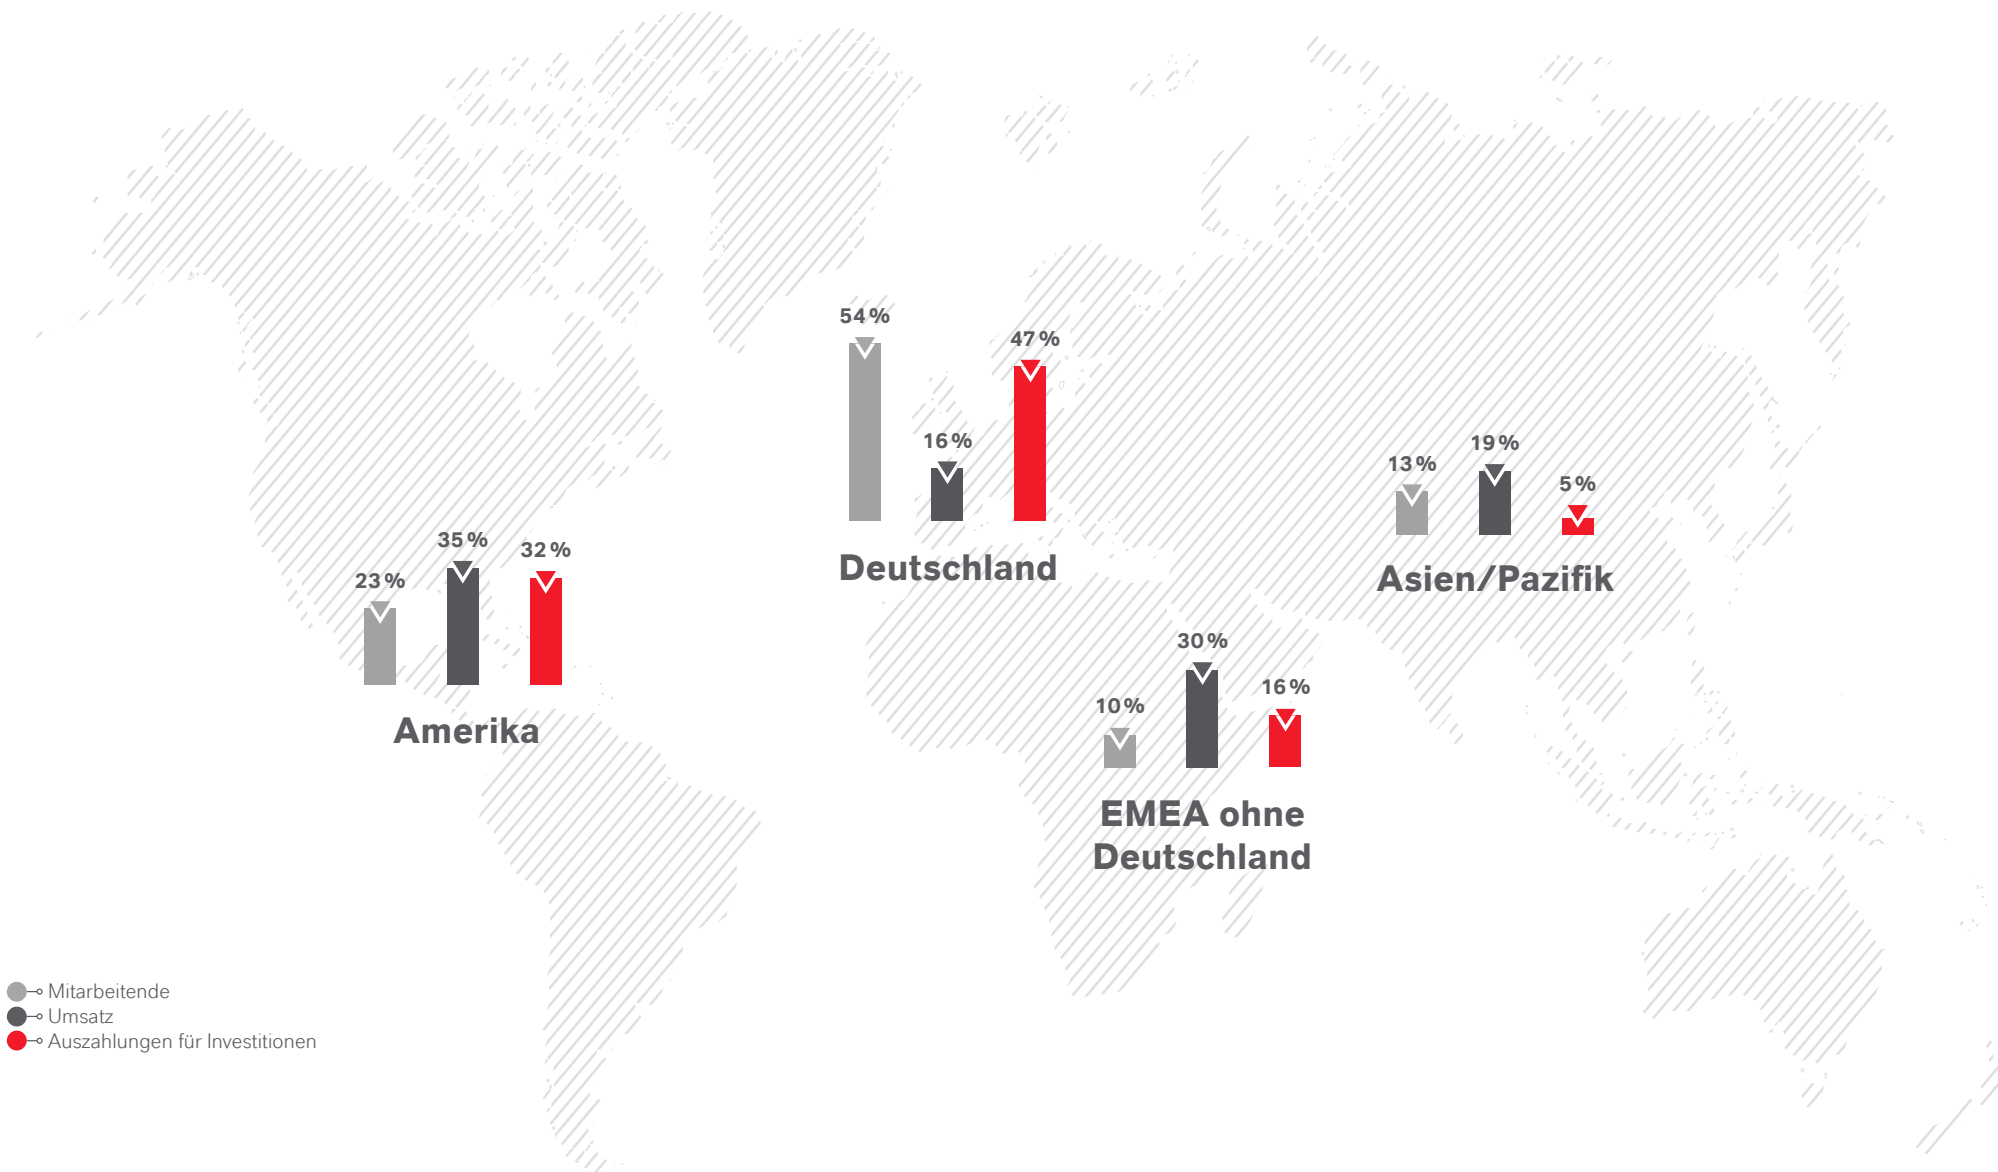 54 %
16 %
47 %
Deutschland
13 %
19 %
5 %
Asien/Pazifik
23 %
35 %
32 %
Amerika
10 %
30 %
16 %
EMEA ohne
Deutschland
Mitarbeitende
Umsatz
Auszahlungen für Investitionen